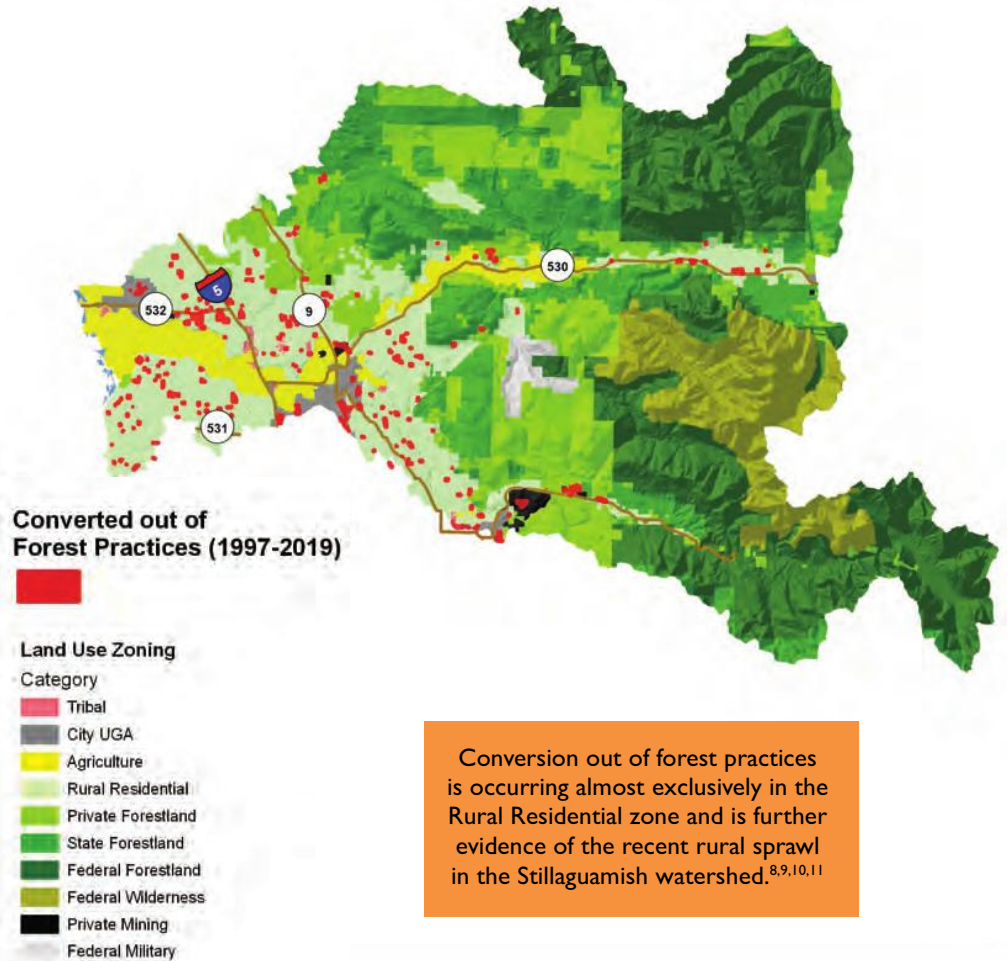 530
532
5
9
531
Converted out of
Forest Practices (1997-2019)
Land Use Zoning
Category
Tribal
City UGA
Agriculture
Rural Residential
Private Forestland
State Forestland
Federal Forestland
Federal Wilderness
Private Mining
Federal Military
Conversion out of forest practices
is occurring almost exclusively in the
Rural Residential zone and is further
evidence of the recent rural sprawl
in the Stillaguamish watershed.8,9,10,11